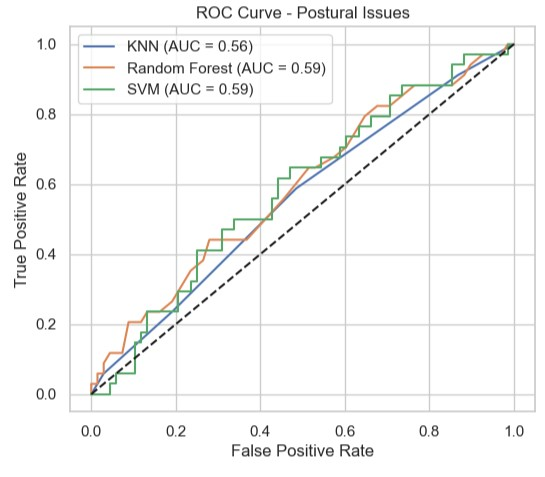 ROC Curve - Postural Issues
KNN (AUC = 0.56)
Random Forest (AUC = 0.59)
SVM (AUC = 0.59)
True Positive Rate
1.0
0.8
0.6
0.4
0.2
0.0
0.0 0.2 0.4 0.6 0.8 1.0
False Positive Rate